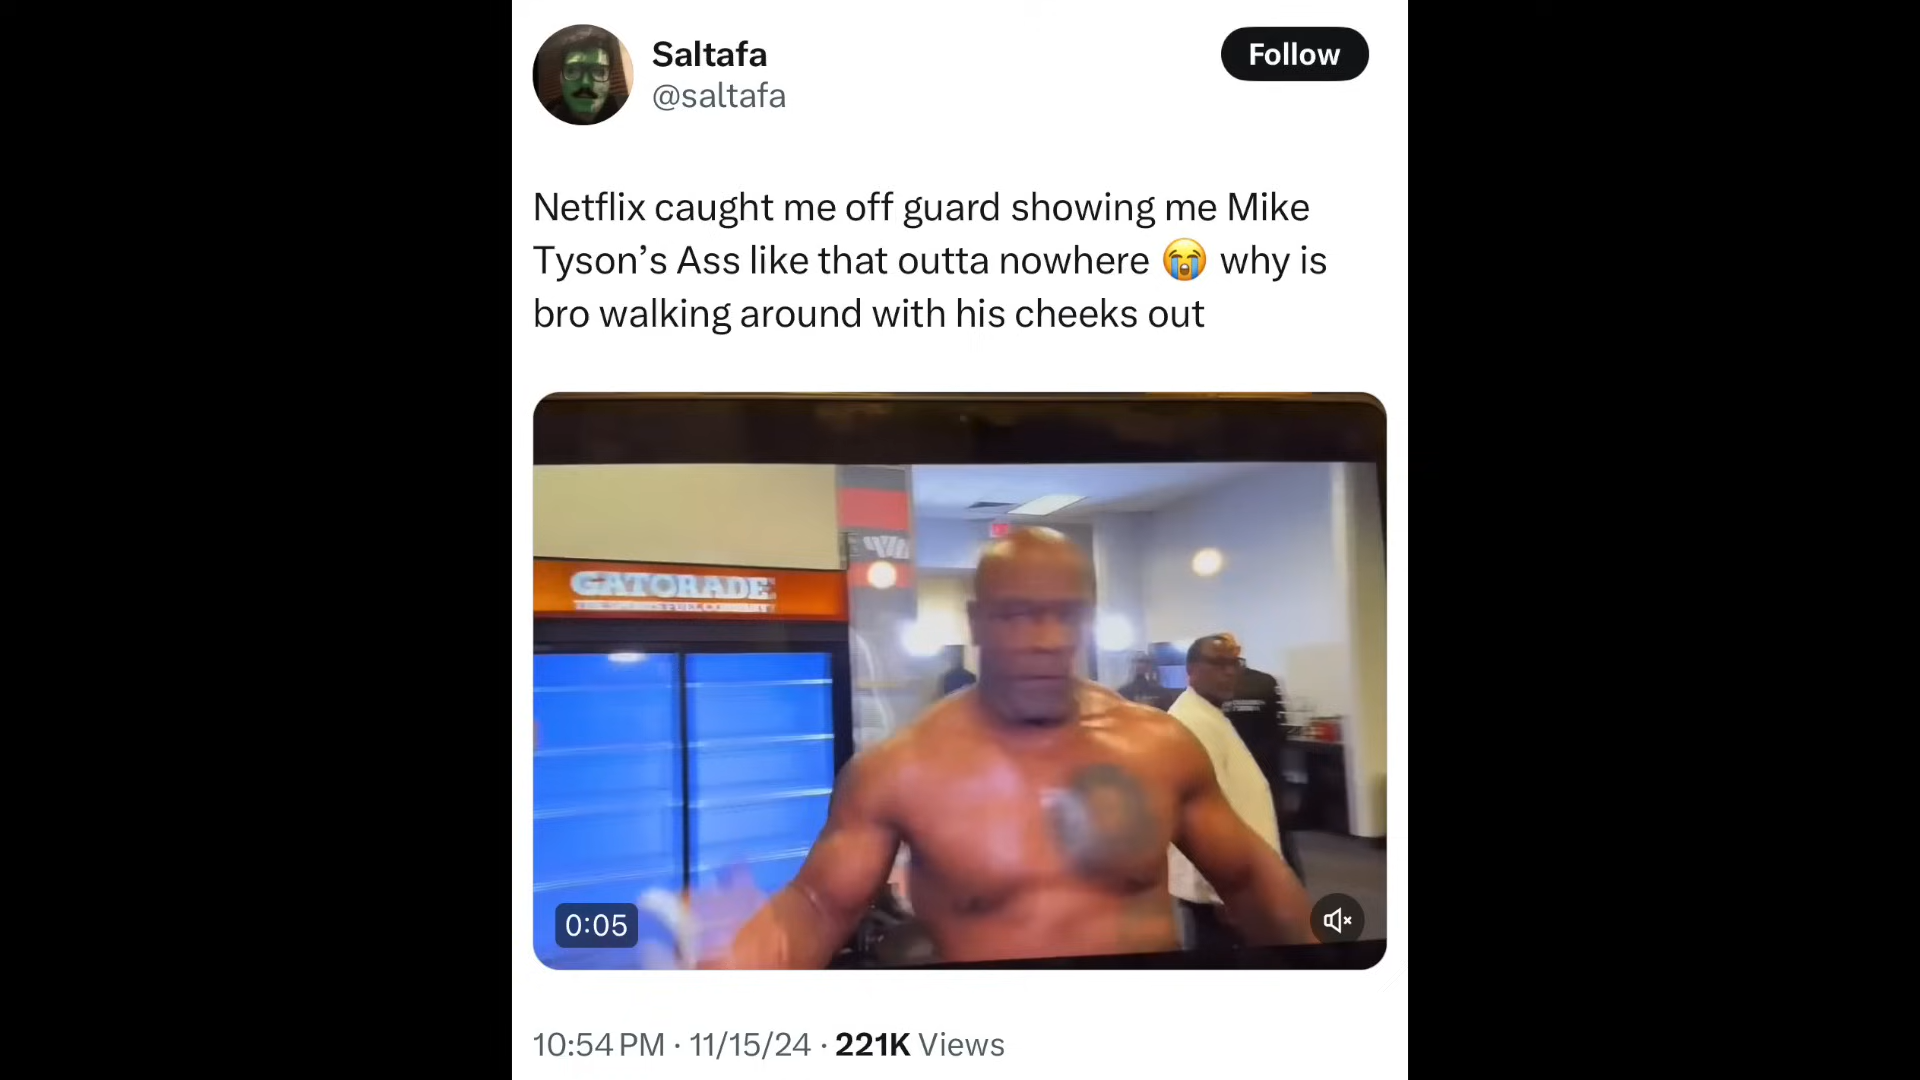 Saltafa
@saltafa
Follow
Netflix caught me off guard showing me Mike
Tyson’s Ass like that outta nowhere 😭 why is
bro walking around with his cheeks out
GATORADE
0:05
10:54 PM · 11/15/24 · 221K Views